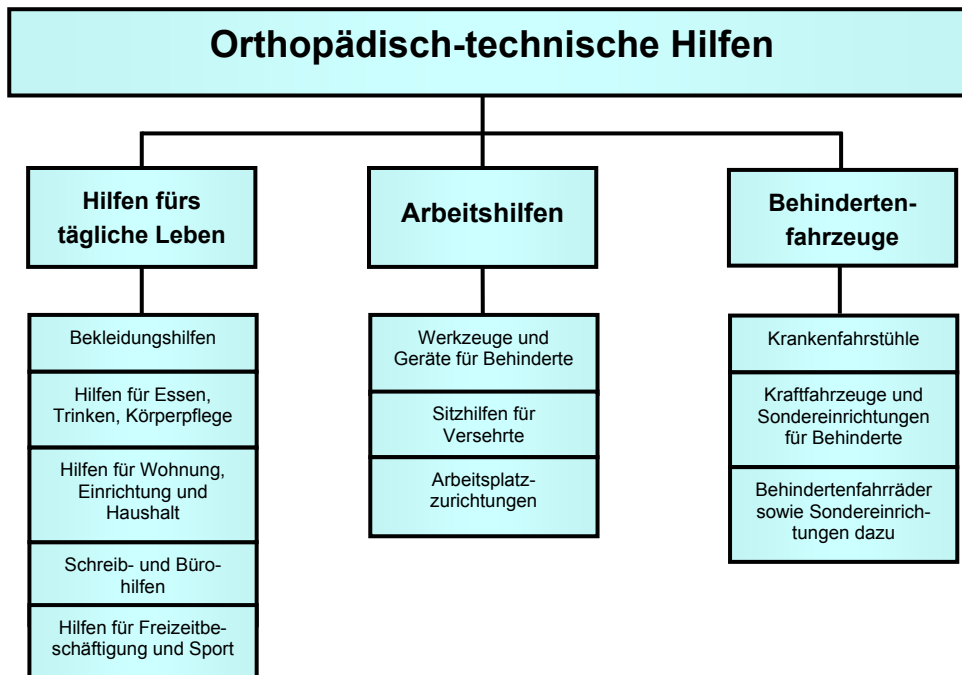 Orthopädisch-technische Hilfen
Hilfen fürs
tägliche Leben
Bekleidungshilfen
Hilfen für Essen,
Trinken, Körperpflege
Hilfen für Wohnung,
Einrichtung und
Haushalt
Schreib- und Büro-
hilfen
Hilfen für Freizeitbe-
schäftigung und Sport
Arbeitshilfen
Werkzeuge und
Geräte für Behinderte
Sitzhilfen für
Versehrte
Arbeitsplatz-
zurichtungen
Behinderten-
fahrzeuge
Krankenfahrstühle
Kraftfahrzeuge und
Sondereinrichtungen
für Behinderte
Behindertenfahrräder
sowie Sondereinrich-
tungen dazu